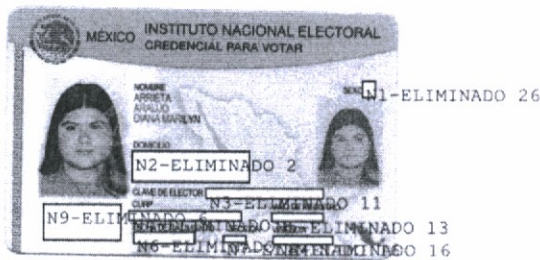 MÉXICO INSTITUTO NACIONAL ELECTORAL
CREDENCIAL PARA VOTAR
NOMBRE
ARRIETA
ARAUJO
DIANA MARILYN
SEXO N1-ELIMINADO 26
DOMICILIO
N2-ELIMINADO 2
CLAVE DE ELECTOR
CURP N3-ELIMINADO 11
N9-ELIMINADO 6
ELIMINADO 13
N6-ELIMINADO
16